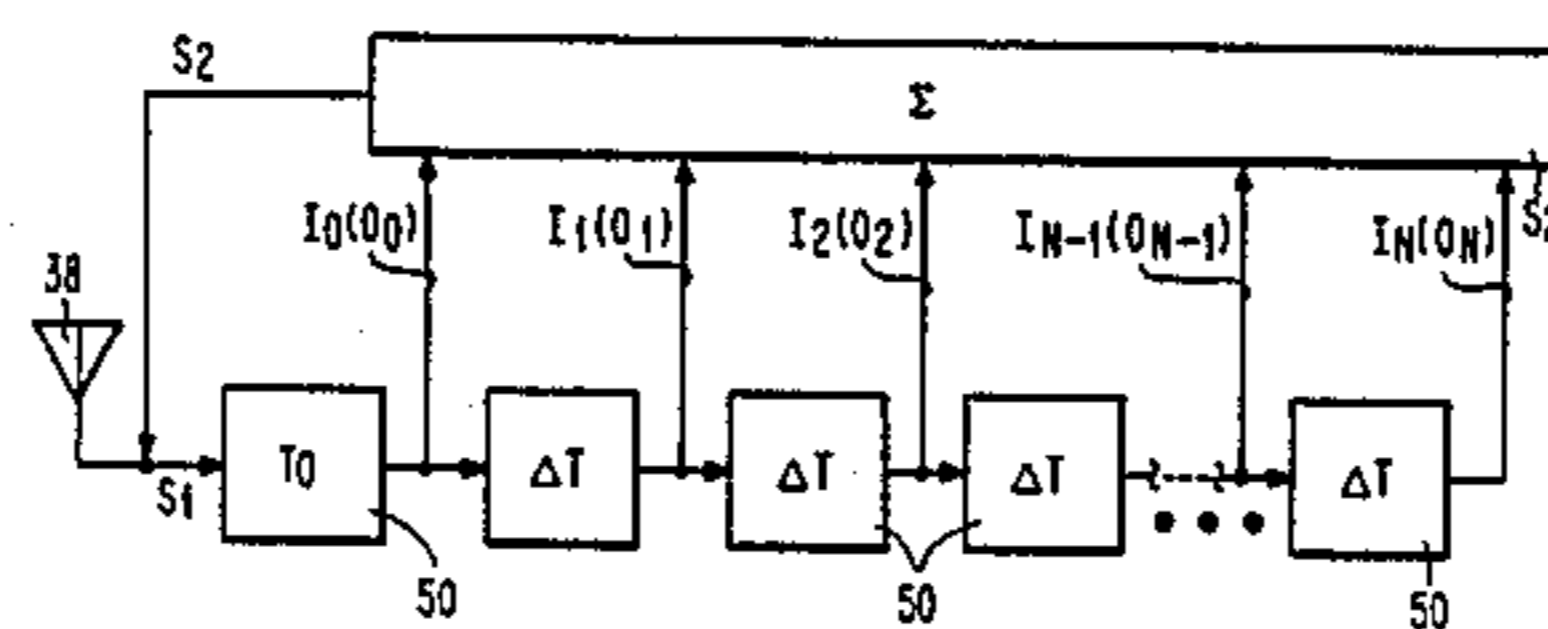 S2
Σ
I0(O0)
I1(O1)
I2(O2)
IN-1(ON-1)
IN(ON)
S2
38
T0
ΔT
ΔT
ΔT
ΔT
S1
50
50
50